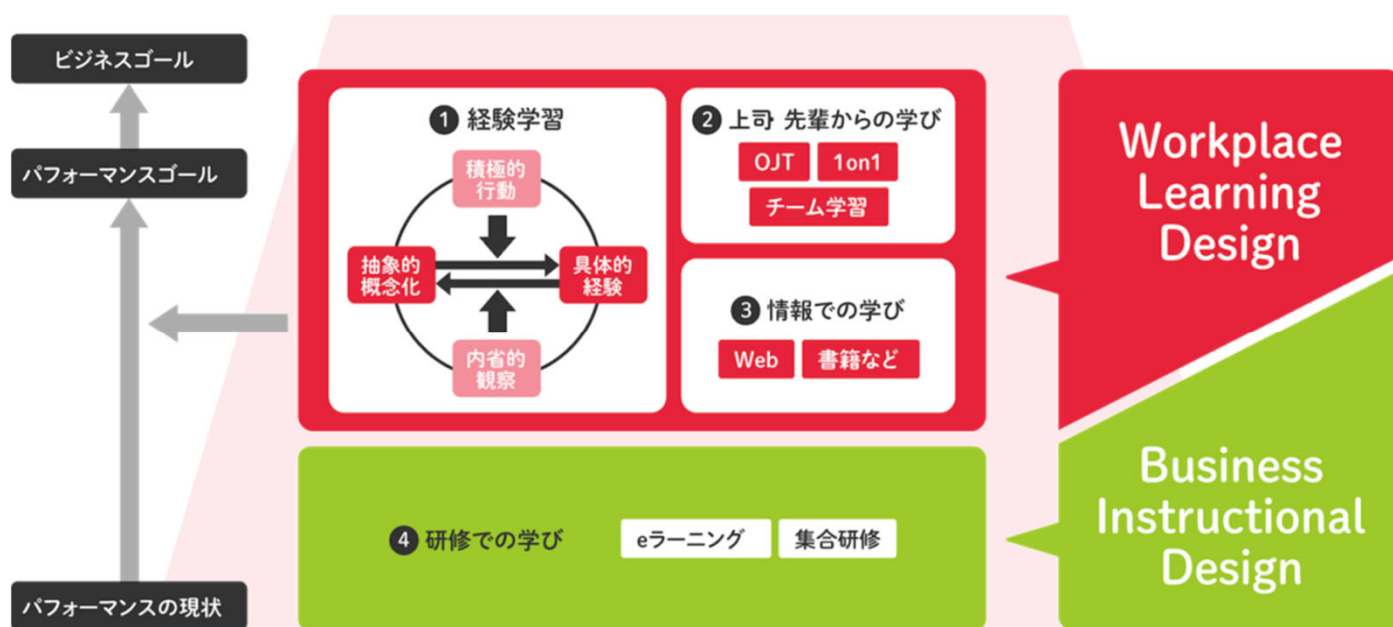 ビジネスゴール
パフォーマンスゴール
パフォーマンスの現状
1 経験学習
積極的
行動
抽象的
概念化
具体的
経験
内省的
観察
2 上司 先輩からの学び
OJT
1on1
チーム学習
3 情報での学び
Web
書籍など
4 研修での学び
eラーニング
集合研修
Workplace
Learning
Design
Business
Instructional
Design